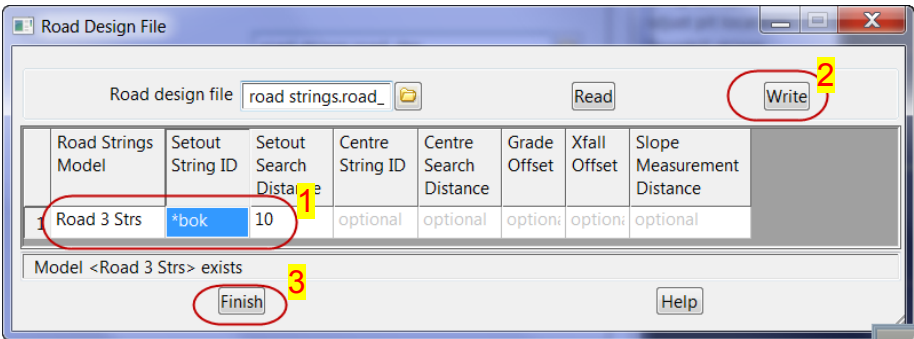 Road Design File
Road design file road strings.road_ Read Write 2
Road Strings Model Setout String ID Setout Search Distance Centre String ID Centre Search Distance Grade Offset Xfall Offset Slope Measurement Distance
1
1 Road 3 Strs *bok 10 optional optional optiona optiona optional
Model <Road 3 Strs> exists
3
Finish Help